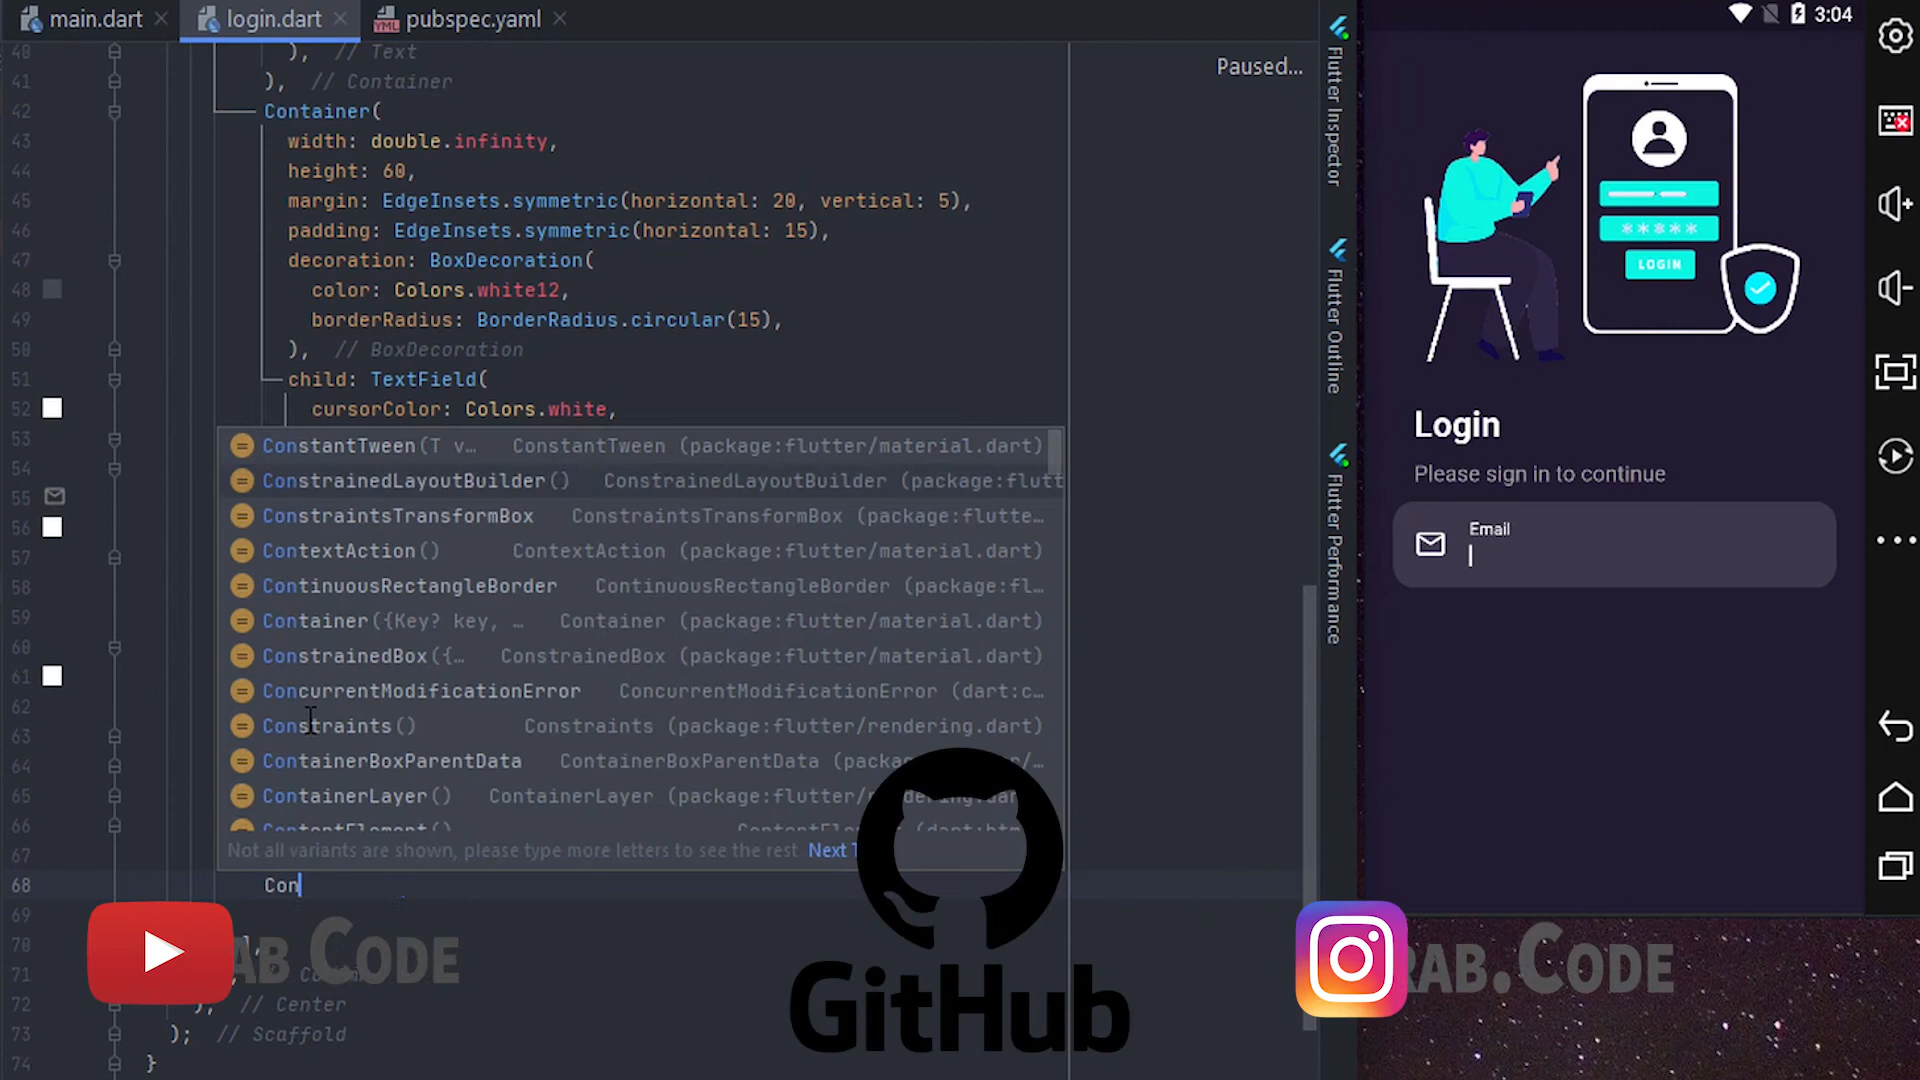 main.dart
login.dart
pubspec.yaml
Paused...
40 ), // Text
41 ), // Container
42 Container(
43 width: double.infinity,
44 height: 60,
45 margin: EdgeInsets.symmetric(horizontal: 20, vertical: 5),
46 padding: EdgeInsets.symmetric(horizontal: 15),
47 decoration: BoxDecoration(
48 color: Colors.white12,
49 borderRadius: BorderRadius.circular(15),
50 ), // BoxDecoration
51 child: TextField(
52 cursorColor: Colors.white,
53
54
55
56
57
58
59
60
61
62
63
64
65
66
67
ConstantTween(T v… ConstantTween (package:flutter/material.dart)
ConstrainedLayoutBuilder() ConstrainedLayoutBuilder (package:flutt
ConstraintsTransformBox ConstraintsTransformBox (package:flutte…
ContextAction() ContextAction (package:flutter/material.dart)
ContinuousRectangleBorder ContinuousRectangleBorder (package:fl…
Container({Key? key, … Container (package:flutter/material.dart)
ConstrainedBox({… ConstrainedBox (package:flutter/material.dart)
ConcurrentModificationError ConcurrentModificationError (dart:c…
Constraints() Constraints (package:flutter/rendering.dart)
ContainerBoxParentData ContainerBoxParentData (package
ContainerLayer() ContainerLayer (package:flutter/
Not all variants are shown, please type more letters to see the rest Next
68 Con
69
70
71
72 ), // Center
73 ); // Scaffold
74 }
Flutter Inspector
Flutter Outline
Flutter Performance
3:04
*****
LOGIN
Login
Please sign in to continue
Email
AB CODE
GitHub
RAB.CODE